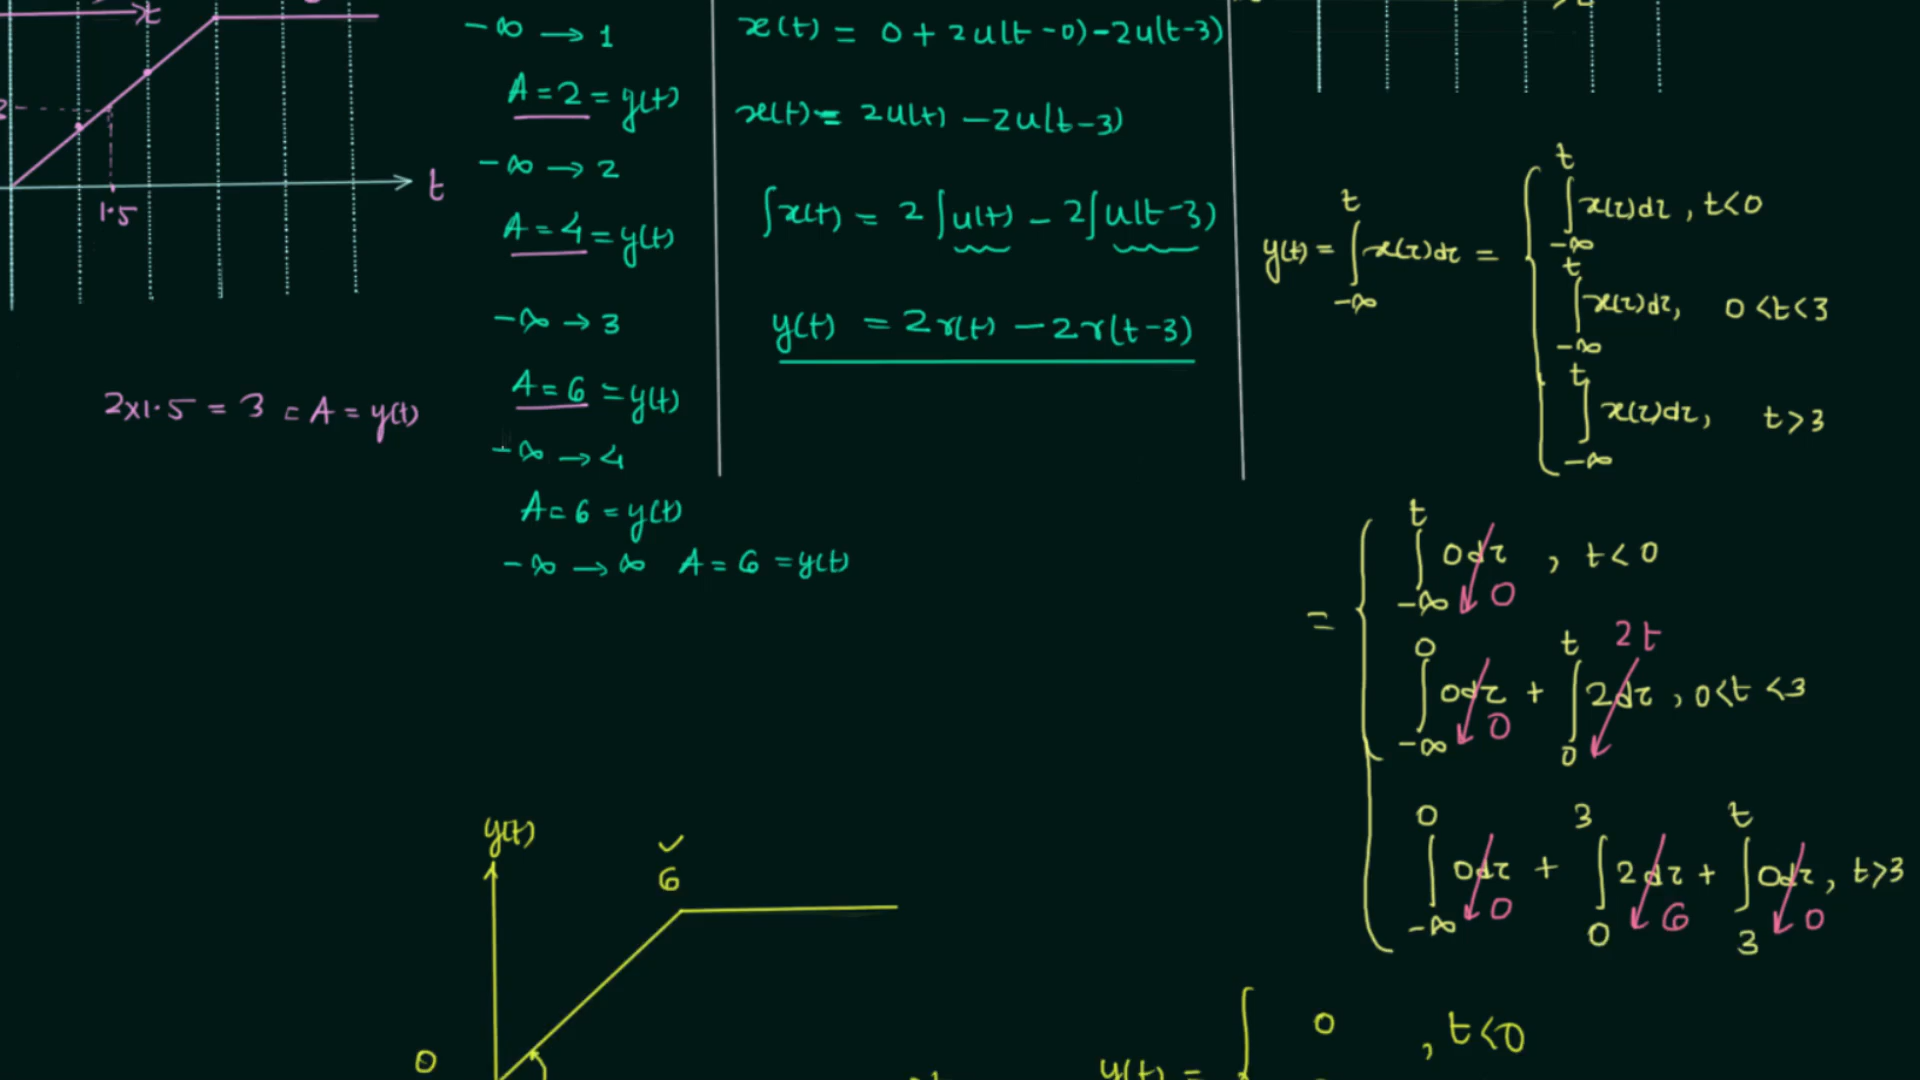 t
1.5
2x1.5 = 3 = A = y(t)
-∞ → 1
A = 2 = y(t)
-∞ → 2
A = 4 = y(t)
-∞ → 3
A = 6 = y(t)
-∞ → 4
A = 6 = y(t)
-∞ → ∞ A = 6 = y(t)
x(t) = 0 + 2u(t-0) - 2u(t-3)
x(t) = 2u(t) - 2u(t-3)
∫x(t) = 2∫u(t) - 2∫u(t-3)
y(t) = 2r(t) - 2r(t-3)
y(t) = ∫_{-∞}^{t} x(τ)dτ =
∫_{-∞}^{t} x(τ)dτ, t<0
∫_{-∞}^{t} x(τ)dτ, 0<t<3
∫_{-∞}^{t} x(τ)dτ, t>3
=
∫_{-∞}^{t} 0dτ, t<0
0
2t
∫_{-∞}^{0} 0dτ + ∫_{0}^{t} 2dτ, 0<t<3
0
∫_{-∞}^{0} 0dτ + ∫_{0}^{3} 2dτ + ∫_{3}^{t} 0dτ, t>3
0 6 0
y(t)
6
0
y(t) =
0, t<0